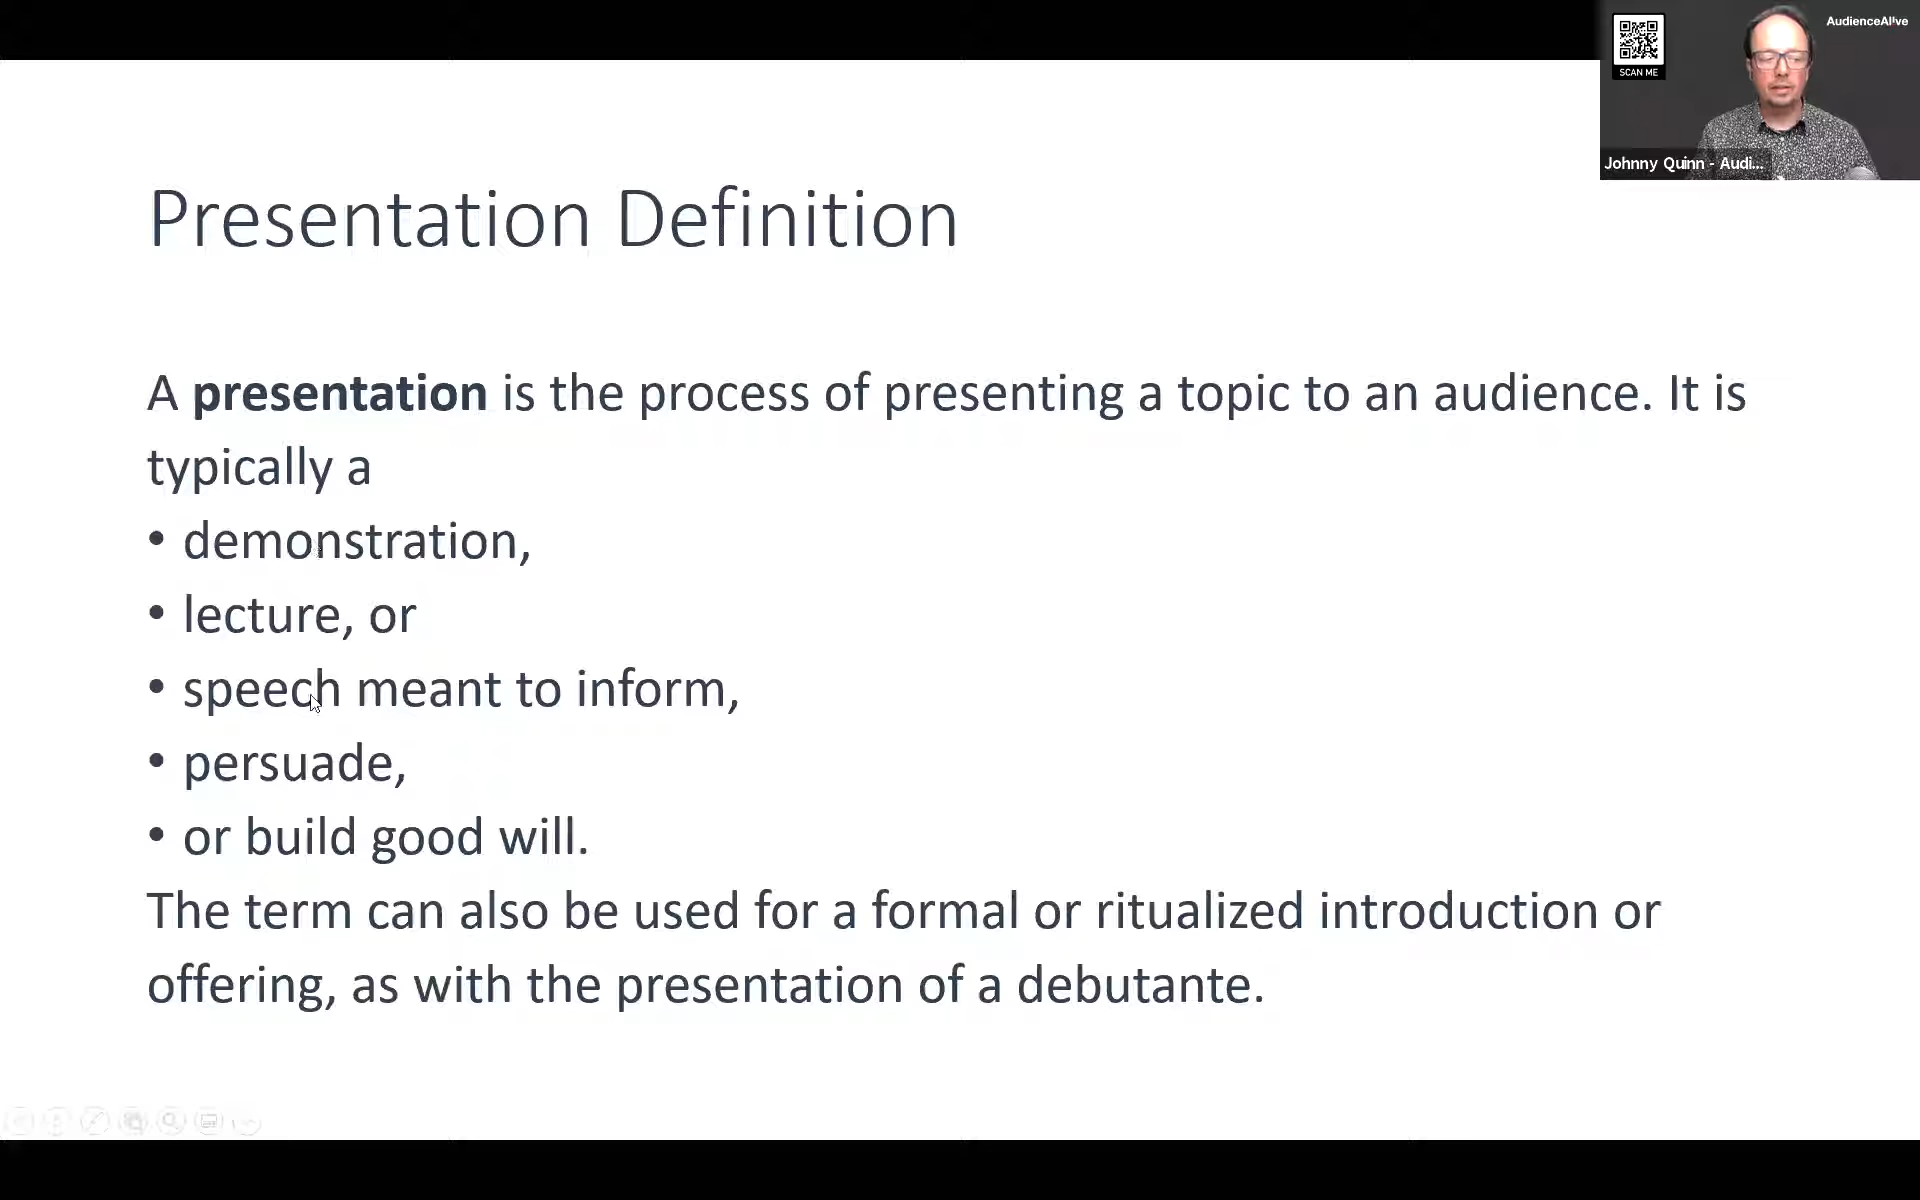 SCAN ME
AudienceAlive
Johnny Quinn - Audi...
Presentation Definition
A presentation is the process of presenting a topic to an audience. It is
typically a
• demonstration,
• lecture, or
• speech meant to inform,
• persuade,
• or build good will.
The term can also be used for a formal or ritualized introduction or
offering, as with the presentation of a debutante.